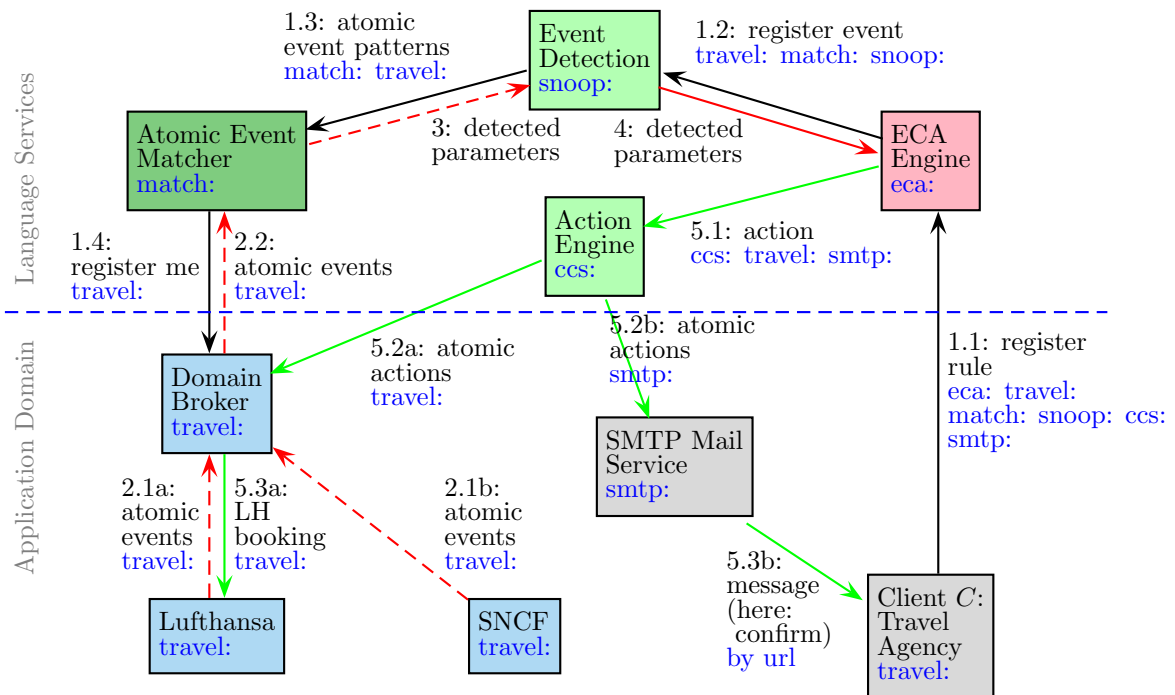 Language Services
Application Domain
1.3: atomic
event patterns
match: travel:
Event
Detection
snoop:
1.2: register event
travel: match: snoop:
Atomic Event
Matcher
match:
3: detected
parameters
4: detected
parameters
ECA
Engine
eca:
Action
Engine
ccs:
5.1: action
ccs: travel: smtp:
1.4:
register me
travel:
2.2:
atomic events
travel:
5.2a: atomic
actions
travel:
5.2b: atomic
actions
smtp:
1.1: register
rule
eca: travel:
match: snoop: ccs:
smtp:
Domain
Broker
travel:
SMTP Mail
Service
smtp:
2.1a:
atomic
events
travel:
5.3a:
LH
booking
travel:
2.1b:
atomic
events
travel:
5.3b:
message
(here:
confirm)
by url
Lufthansa
travel:
SNCF
travel:
Client C:
Travel
Agency
travel: